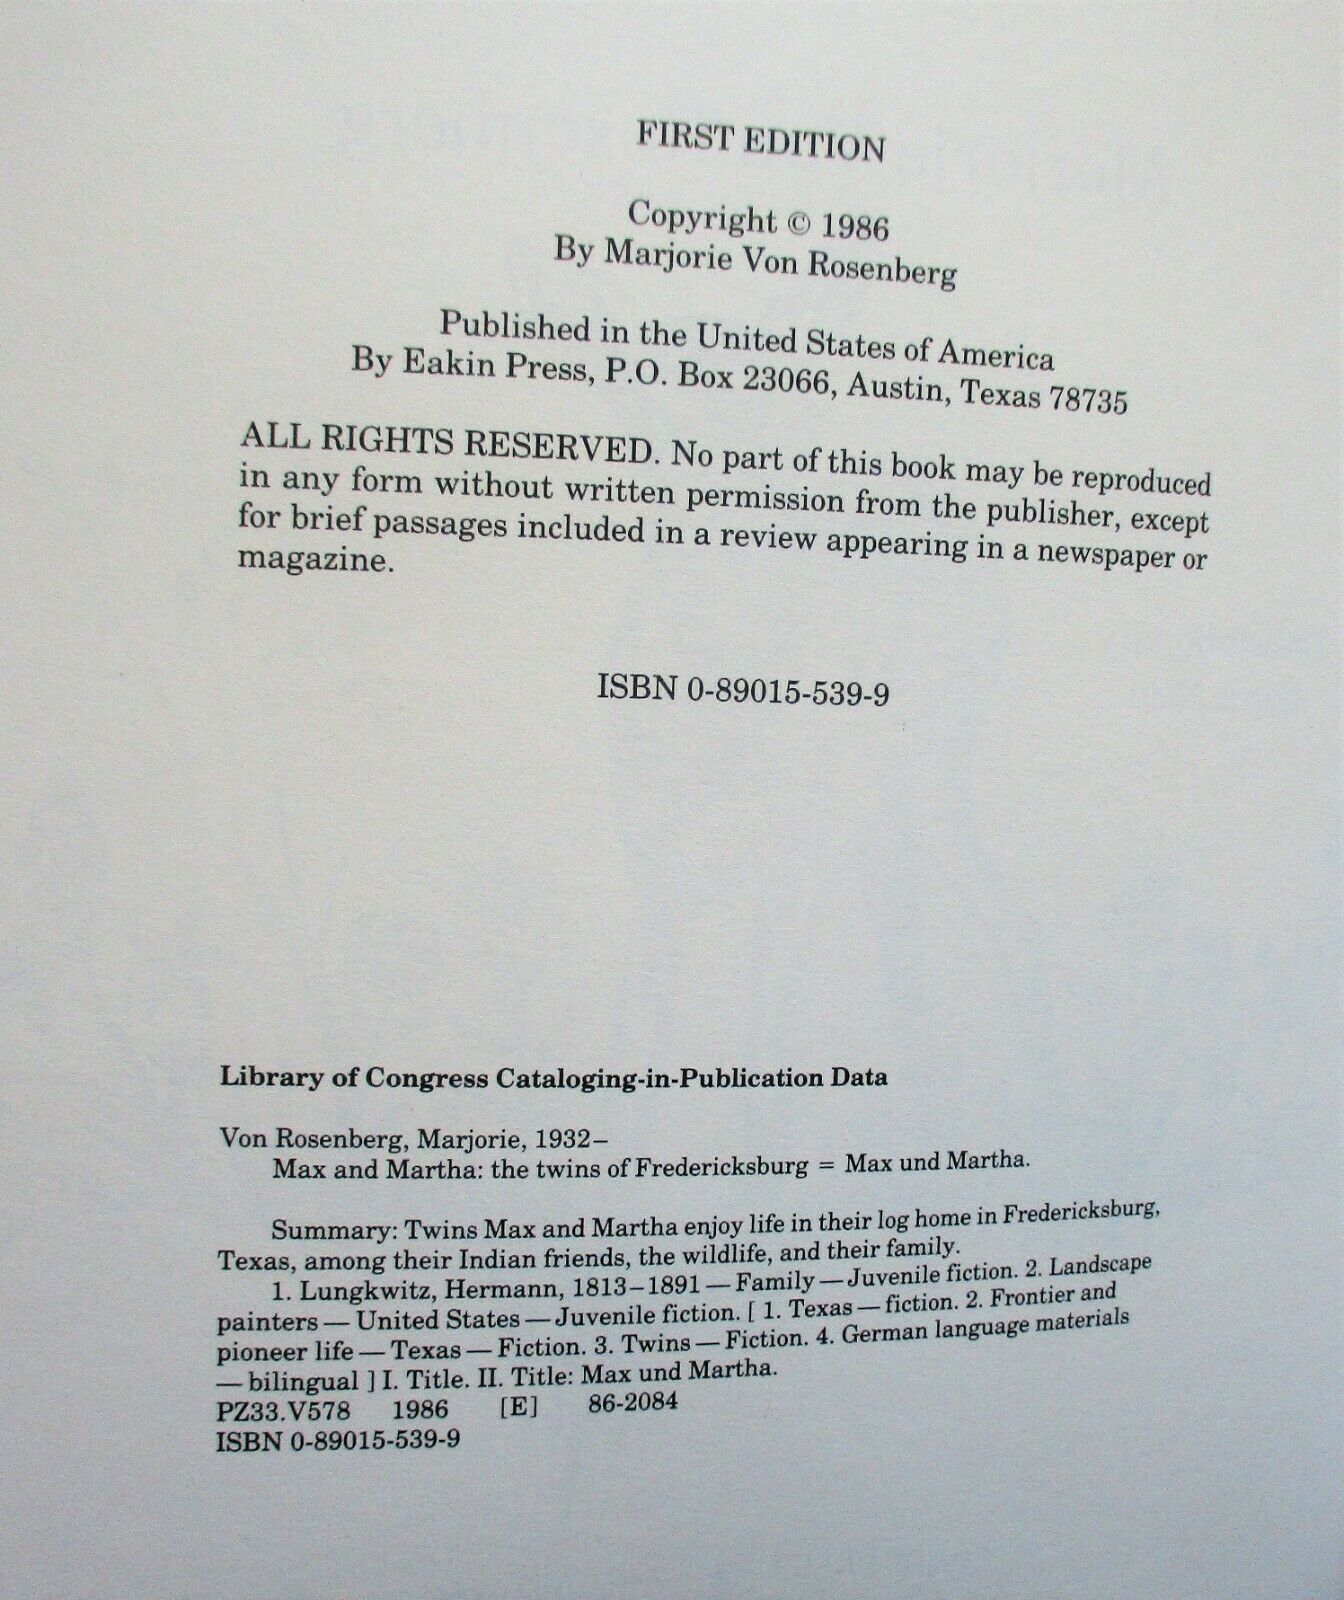 FIRST EDITION
Copyright © 1986
By Marjorie Von Rosenberg
Published in the United States of America
By Eakin Press, P.O. Box 23066, Austin, Texas 78735
ALL RIGHTS RESERVED. No part of this book may be reproduced
in any form without written permission from the publisher, except
for brief passages included in a review appearing in a newspaper or
magazine.
ISBN 0-89015-539-9
Library of Congress Cataloging-in-Publication Data
Von Rosenberg, Marjorie, 1932–
Max and Martha: the twins of Fredericksburg = Max und Martha.
Summary: Twins Max and Martha enjoy life in their log home in Fredericksburg,
Texas, among their Indian friends, the wildlife, and their family.
1. Lungkwitz, Hermann, 1813–1891 — Family — Juvenile fiction. 2. Landscape
painters — United States — Juvenile fiction. [ 1. Texas — fiction. 2. Frontier and
pioneer life — Texas — Fiction. 3. Twins — Fiction. 4. German language materials
— bilingual ] I. Title. II. Title: Max und Martha.
PZ33.V578 1986 [E] 86-2084
ISBN 0-89015-539-9